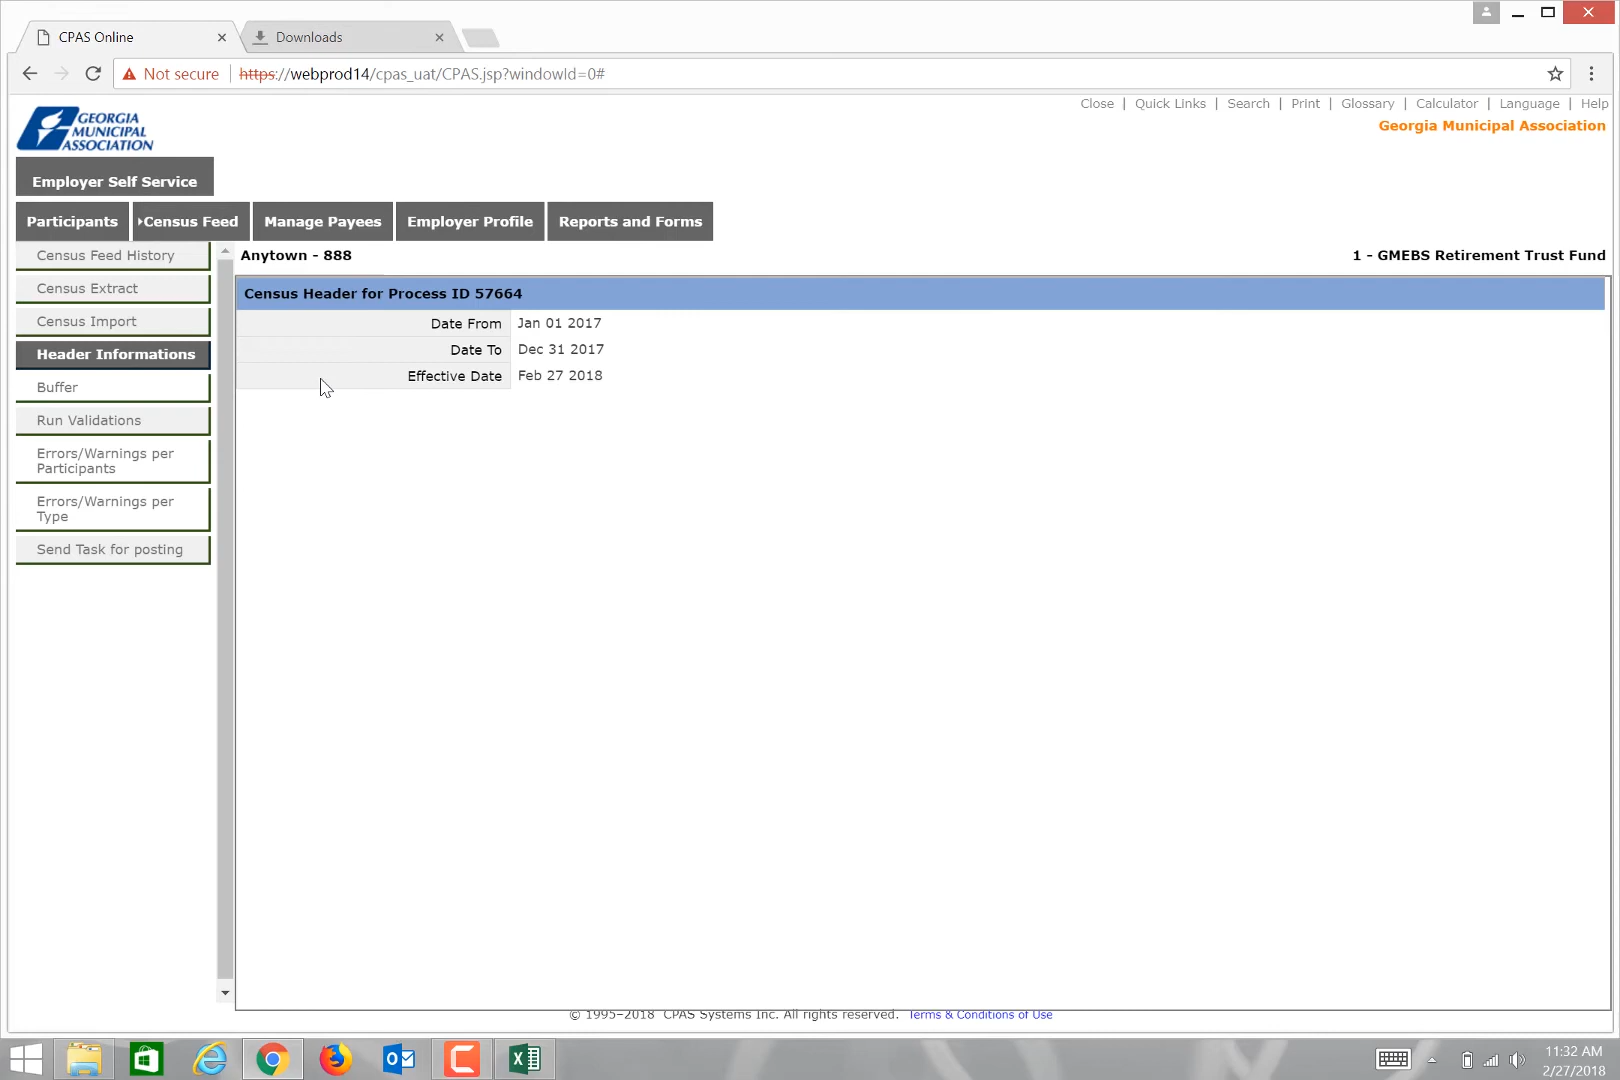 CPAS Online
Downloads
Not secure
https://webprod14/cpas_uat/CPAS.jsp?windowId=0#
Close | Quick Links | Search | Print | Glossary | Calculator | Language | Help
GEORGIA
MUNICIPAL
ASSOCIATION
Georgia Municipal Association
Employer Self Service
Participants
Census Feed
Manage Payees
Employer Profile
Reports and Forms
Census Feed History
Census Extract
Census Import
Header Informations
Buffer
Run Validations
Errors/Warnings per
Participants
Errors/Warnings per
Type
Send Task for posting
Anytown - 888
1 - GMEBS Retirement Trust Fund
Census Header for Process ID 57664
Date From Jan 01 2017
Date To Dec 31 2017
Effective Date Feb 27 2018
© 1995-2018 CPAS Systems Inc. All rights reserved. Terms & Conditions of Use
11:32 AM
2/27/2018